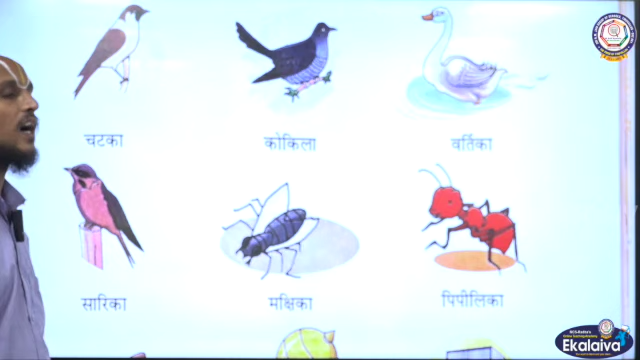 चटका
कोकिला
वर्तिका
सारिका
मक्षिका
पिपीलिका
Ekalaiva